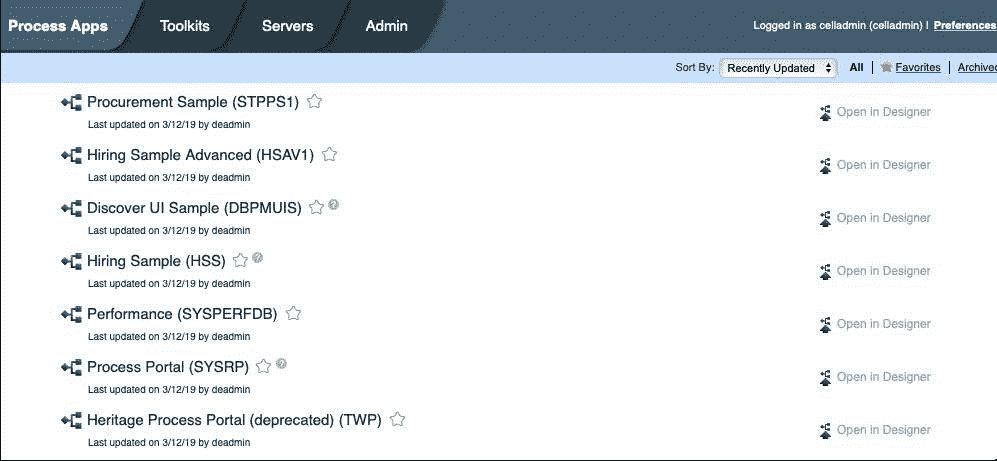 Process Apps Toolkits Servers Admin Logged in as celladmin (celladmin) | Preferences
Sort By: Recently Updated All | Favorites | Archived
Procurement Sample (STPPS1) Open in Designer
Last updated on 3/12/19 by deadmin
Hiring Sample Advanced (HSAV1) Open in Designer
Last updated on 3/12/19 by deadmin
Discover UI Sample (DBPMUIS) ? Open in Designer
Last updated on 3/12/19 by deadmin
Hiring Sample (HSS) ? Open in Designer
Last updated on 3/12/19 by deadmin
Performance (SYSPERFDB) Open in Designer
Last updated on 3/12/19 by deadmin
Process Portal (SYSRP) ? Open in Designer
Last updated on 3/12/19 by deadmin
Heritage Process Portal (deprecated) (TWP) Open in Designer
Last updated on 3/12/19 by deadmin